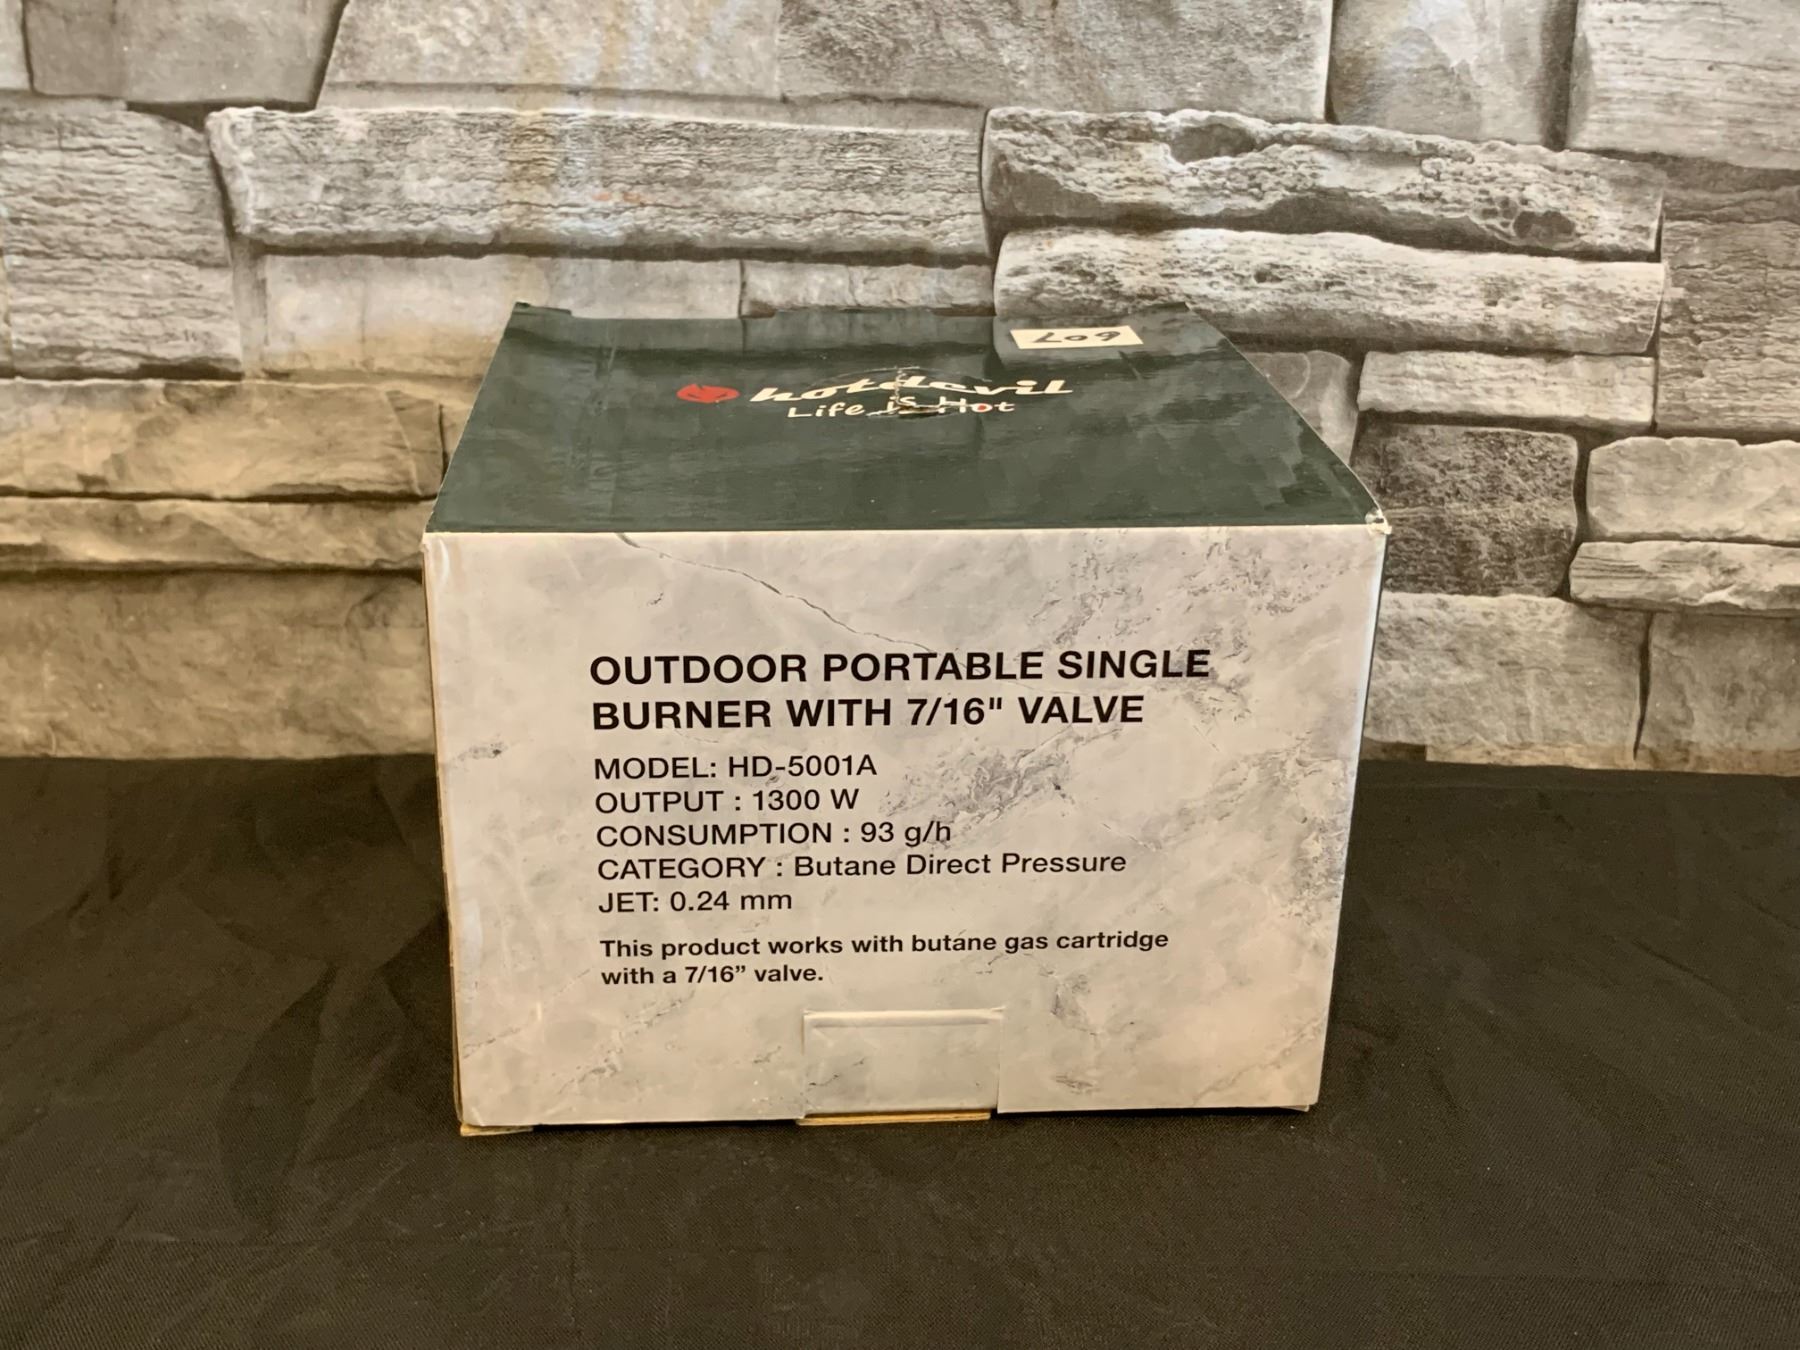 607
hotdevil
Life is Hot
OUTDOOR PORTABLE SINGLE
BURNER WITH 7/16" VALVE
MODEL: HD-5001A
OUTPUT : 1300 W
CONSUMPTION : 93 g/h
CATEGORY : Butane Direct Pressure
JET: 0.24 mm
This product works with butane gas cartridge
with a 7/16” valve.